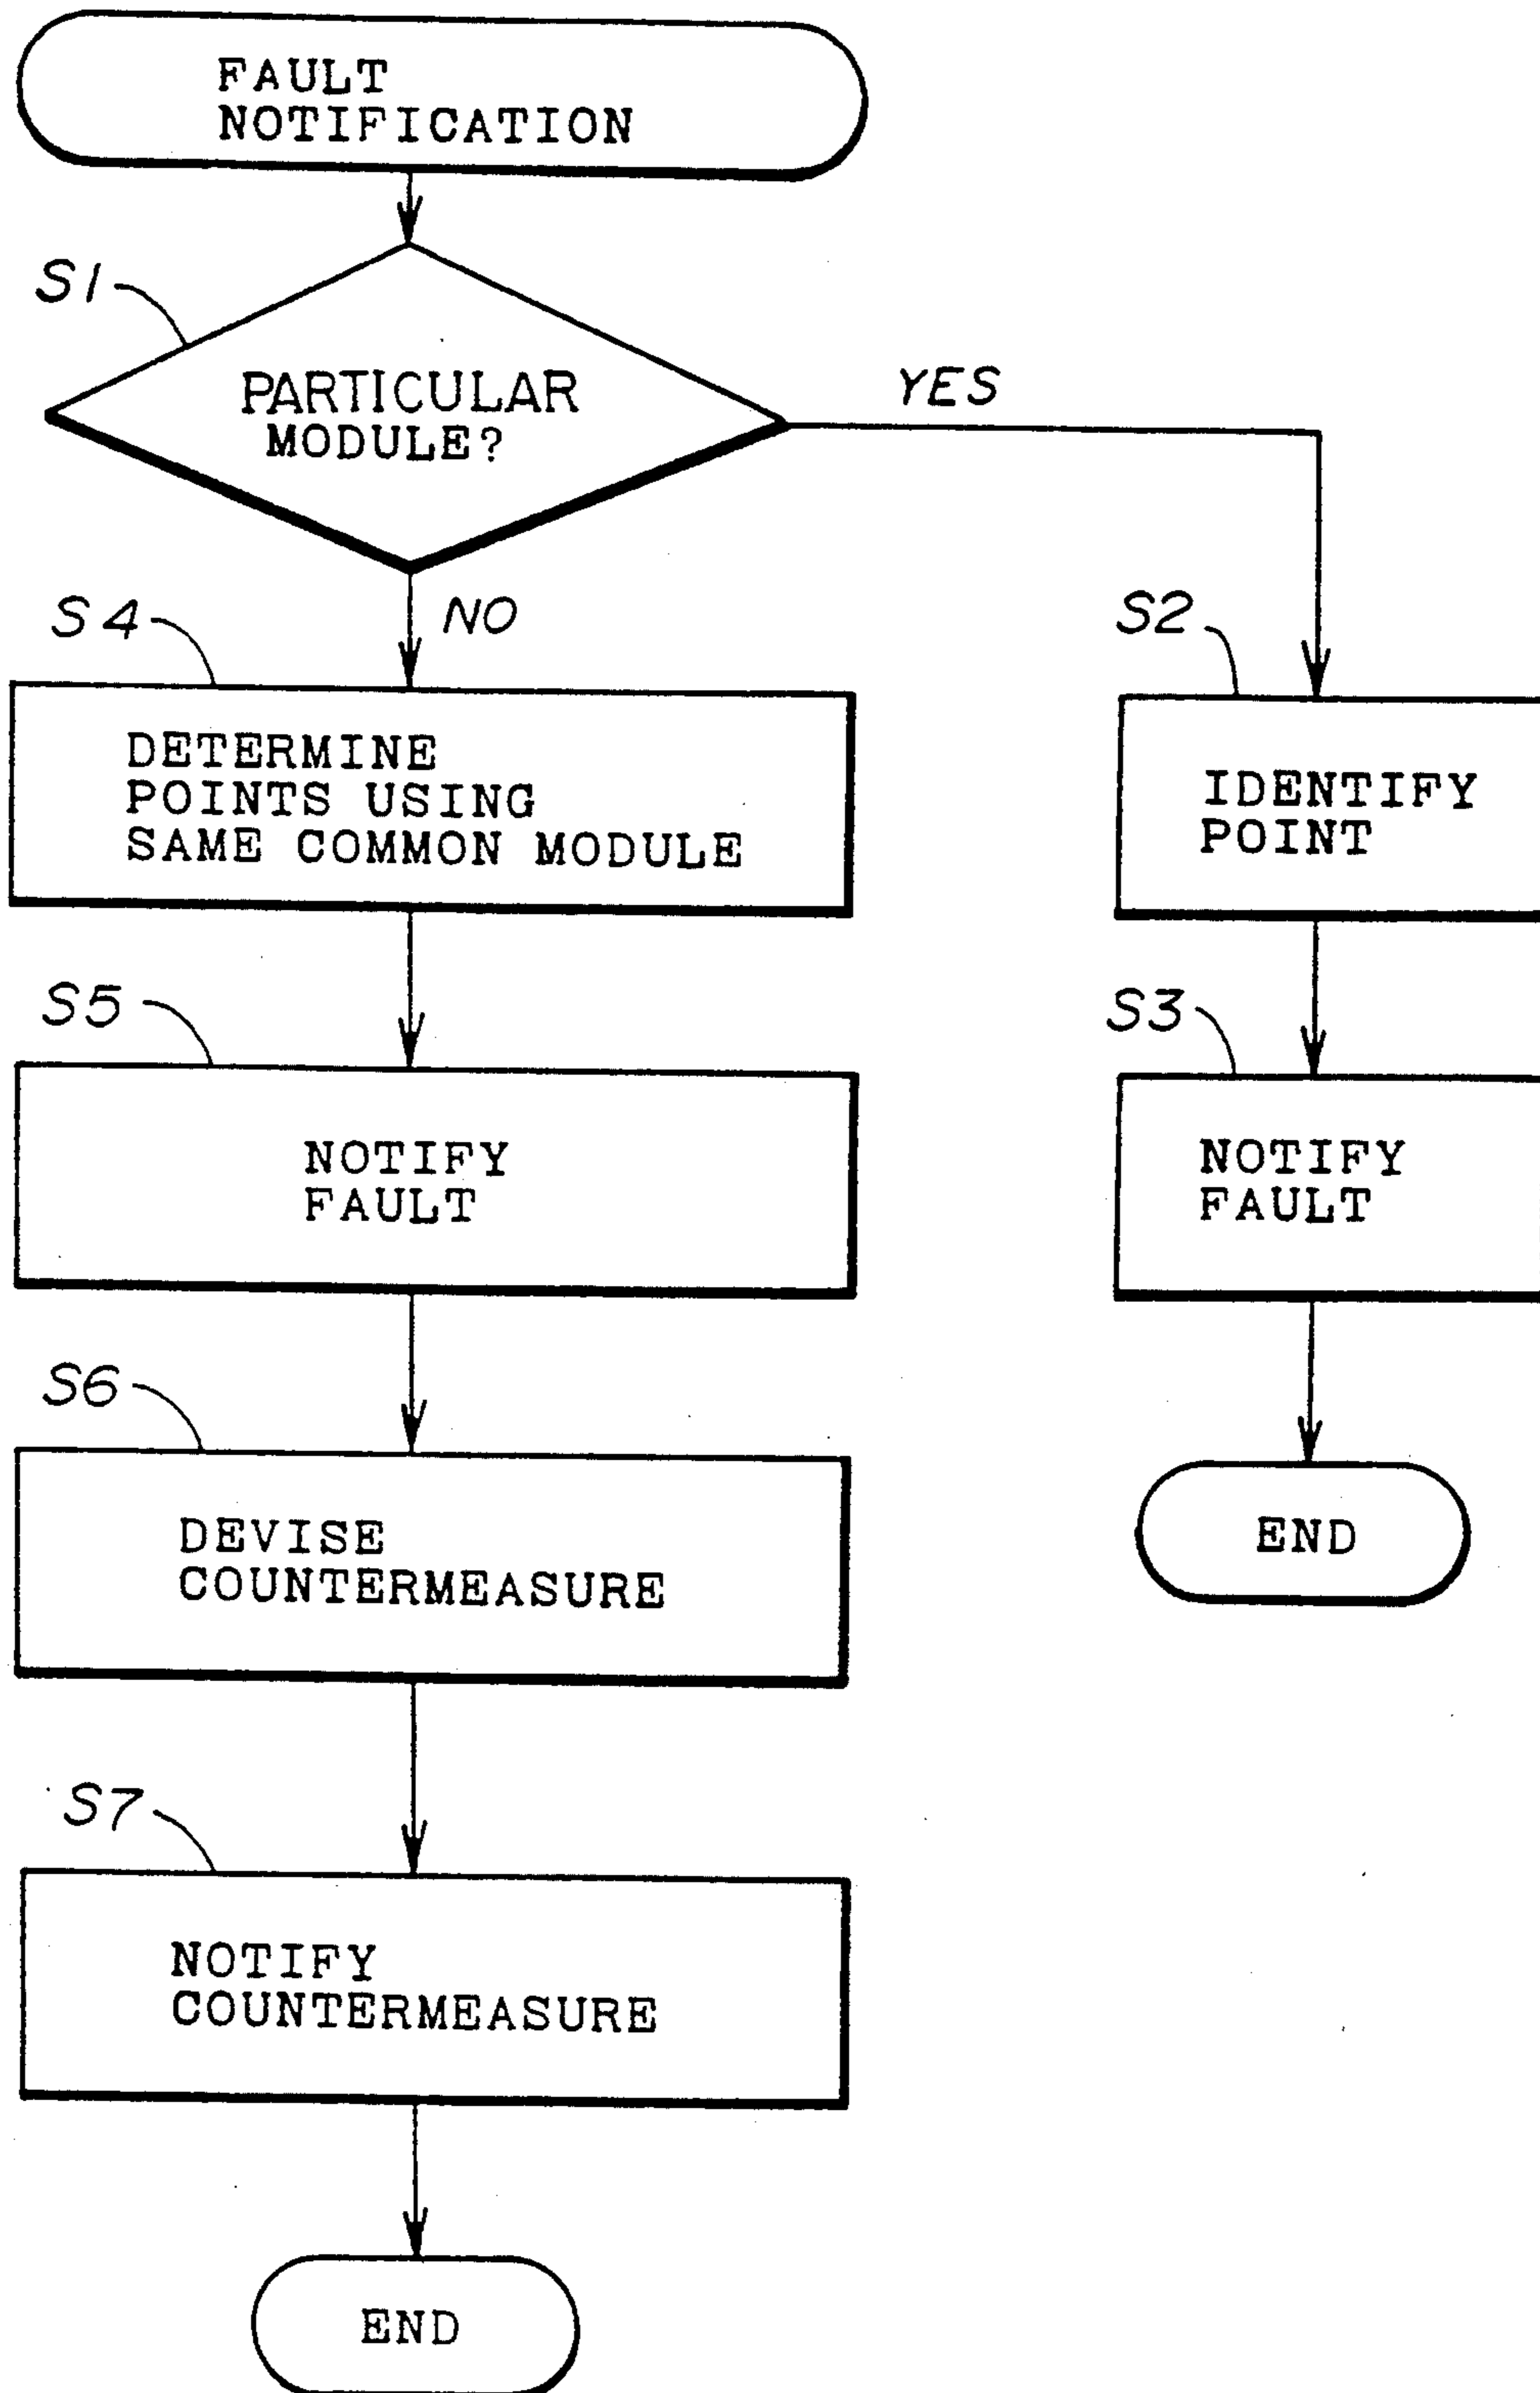 FAULT
NOTIFICATION
S1
PARTICULAR
MODULE?
YES
NO
S4
DETERMINE
POINTS USING
SAME COMMON MODULE
S2
IDENTIFY
POINT
S5
NOTIFY
FAULT
S3
NOTIFY
FAULT
S6
DEVISE
COUNTERMEASURE
END
S7
NOTIFY
COUNTERMEASURE
END